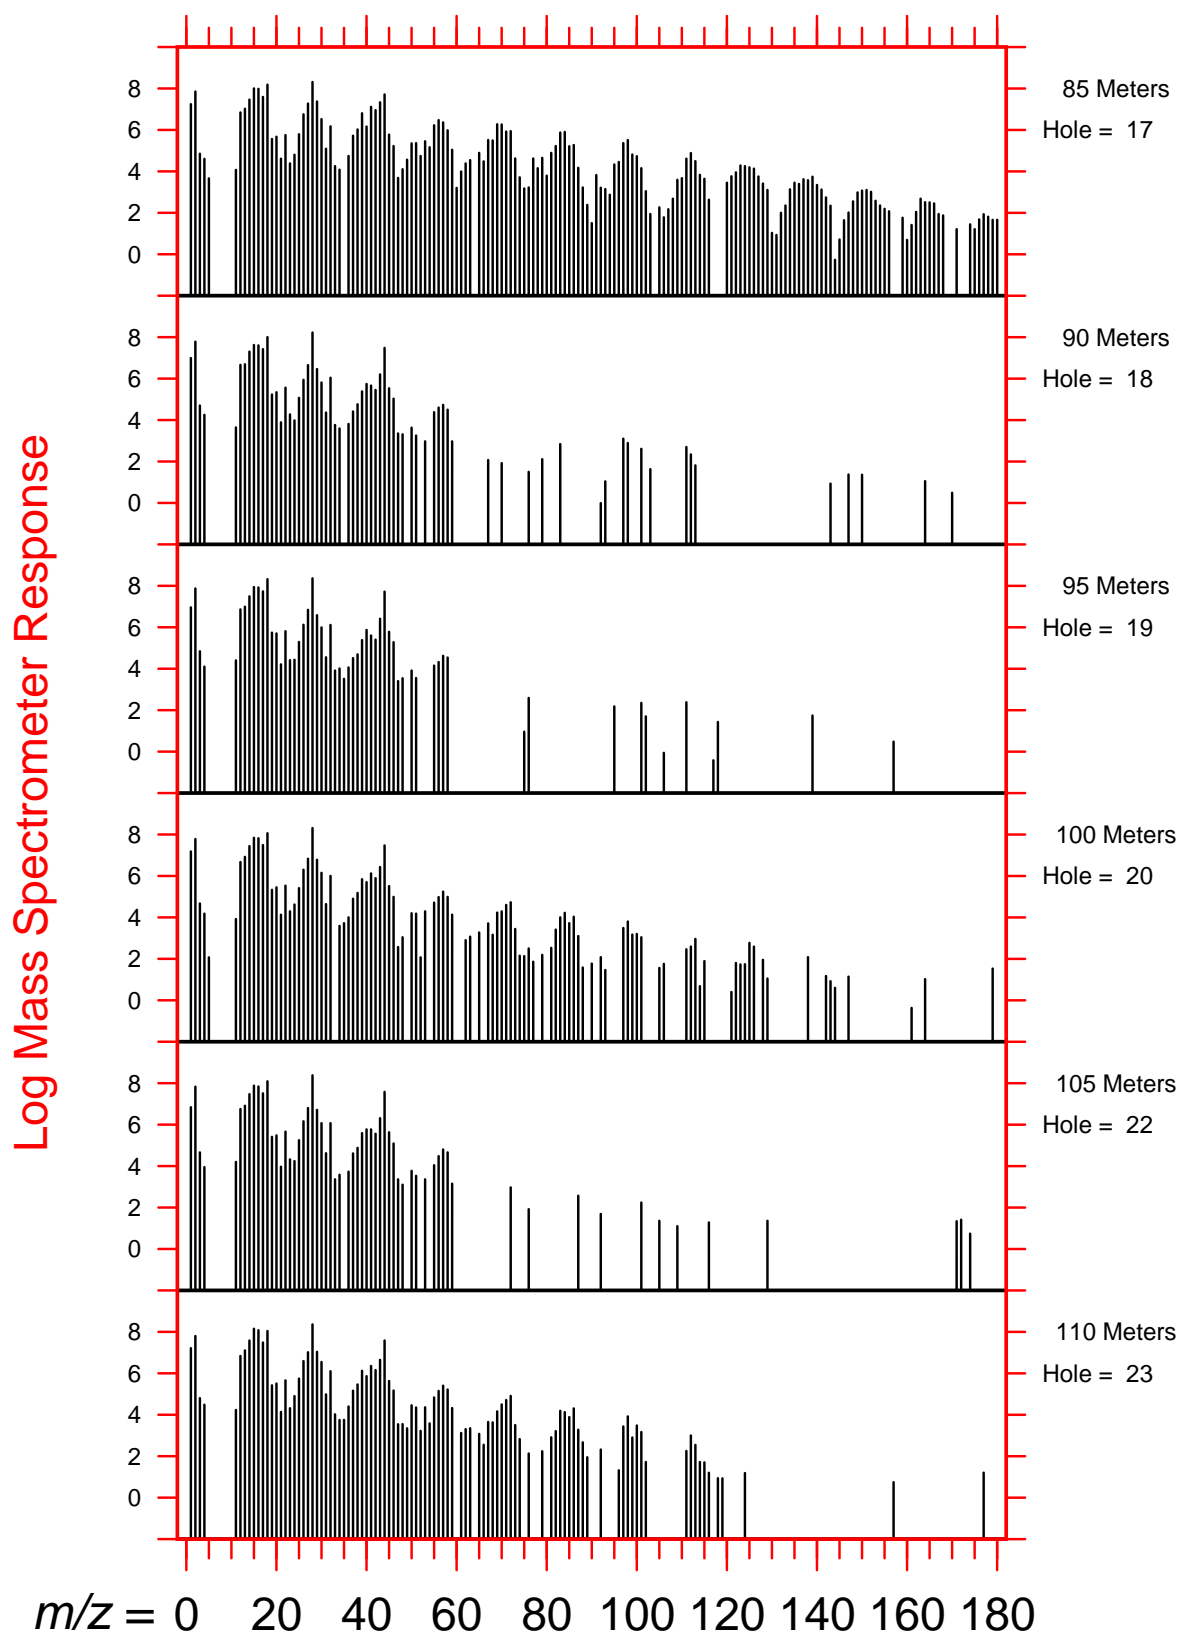 Log Mass Spectrometer Response
8
6
4
2
0
85 Meters
Hole = 17
8
6
4
2
0
90 Meters
Hole = 18
8
6
4
2
0
95 Meters
Hole = 19
8
6
4
2
0
100 Meters
Hole = 20
8
6
4
2
0
105 Meters
Hole = 22
8
6
4
2
0
110 Meters
Hole = 23
m/z = 0 20 40 60 80 100 120 140 160 180